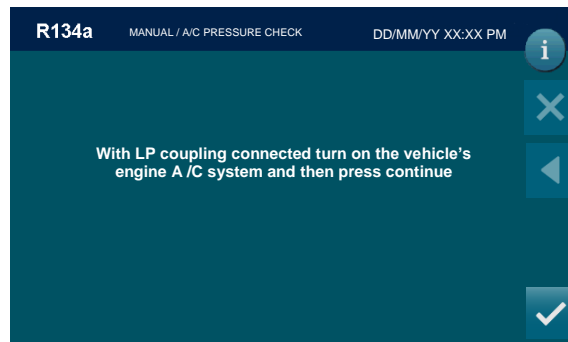 R134a MANUAL / A/C PRESSURE CHECK DD/MM/YY XX:XX PM
i
With LP coupling connected turn on the vehicle's
engine A /C system and then press continue